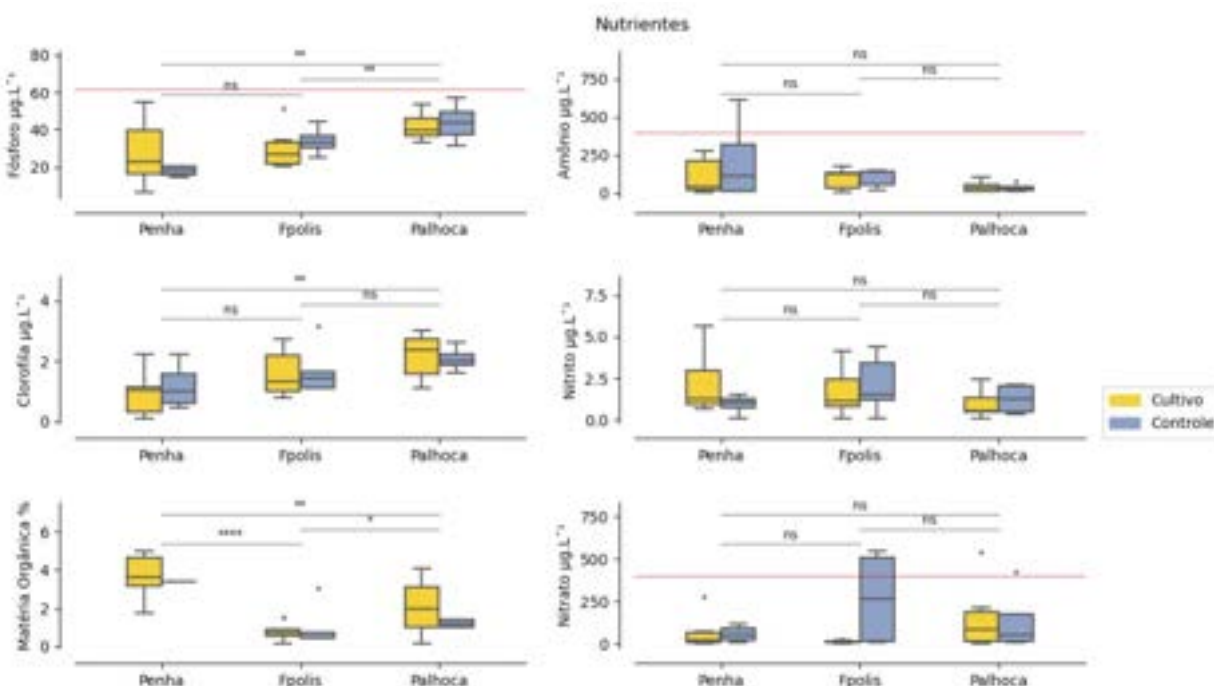 Nutrientes
Fósforo µg.L⁻¹
80
60
40
20
**
ns
**
Penha Fpolis Palhoca
Amônio µg.L⁻¹
750
500
250
0
ns
ns
ns
Penha Fpolis Palhoca
Clorofila µg.L⁻¹
4
2
0
**
ns
ns
Penha Fpolis Palhoca
Nitrito µg.L⁻¹
7.5
5.0
2.5
0.0
ns
ns
ns
Penha Fpolis Palhoca
Cultivo
Controle
Matéria Orgânica %
6
4
2
0
**
****
*
Penha Fpolis Palhoca
Nitrato µg.L⁻¹
750
500
250
0
ns
ns
ns
Penha Fpolis Palhoca